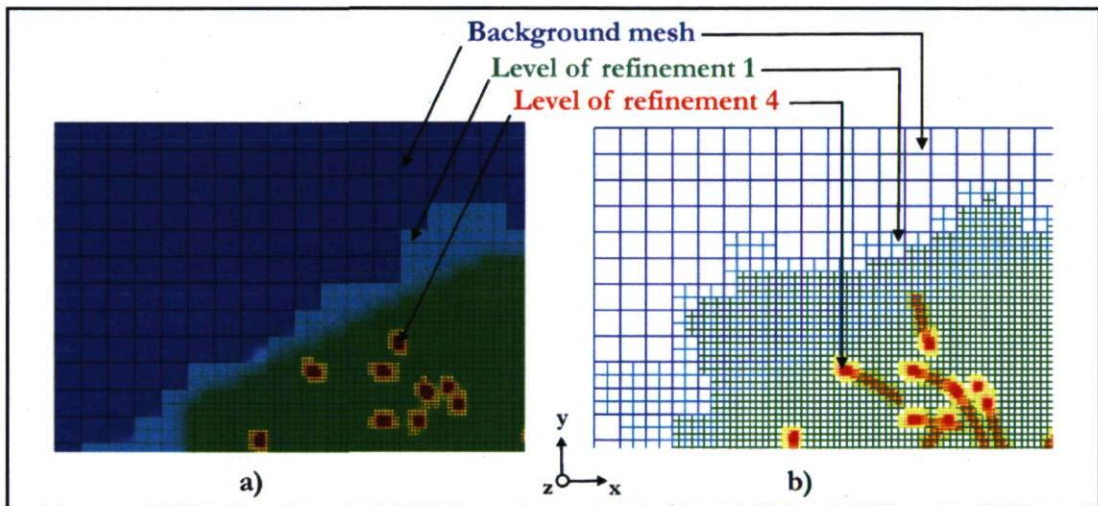 Background mesh
Level of refinement 1
Level of refinement 4
y
z x
a) b)